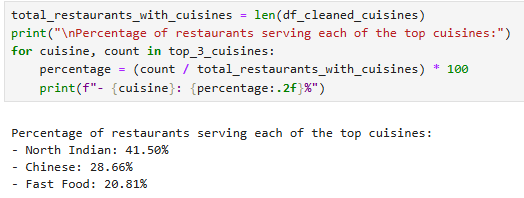 total_restaurants_with_cuisines = len(df_cleaned_cuisines)
print("\nPercentage of restaurants serving each of the top cuisines:")
for cuisine, count in top_3_cuisines:
    percentage = (count / total_restaurants_with_cuisines) * 100
    print(f"- {cuisine}: {percentage:.2f}%")
Percentage of restaurants serving each of the top cuisines:
- North Indian: 41.50%
- Chinese: 28.66%
- Fast Food: 20.81%